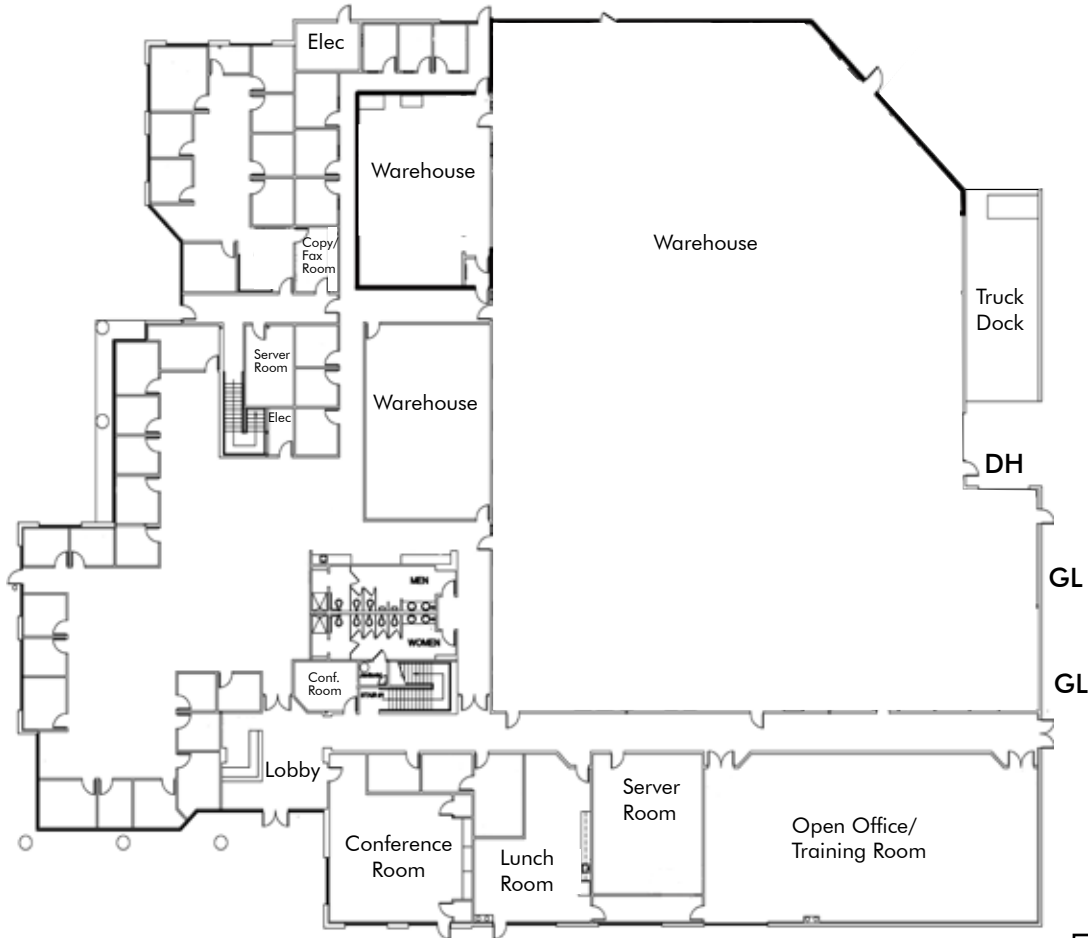 Elec
Warehouse
Warehouse
Copy/
Fax
Room
Truck
Dock
Server
Room
Warehouse
Elec
DH
MEN
GL
WOMEN
Conf.
Room
GL
Lobby
Server
Room
Conference
Room
Open Office/
Training Room
Lunch
Room